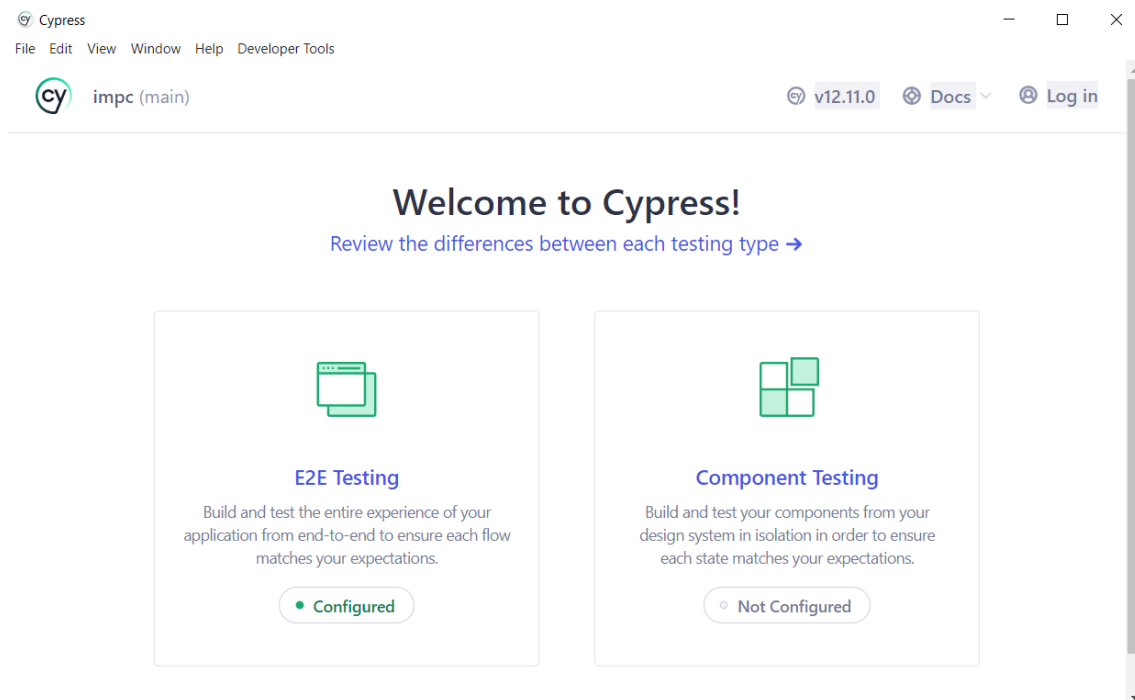 Cypress
File Edit View Window Help Developer Tools
cy impc (main) cy v12.11.0 Docs Log in
Welcome to Cypress!
Review the differences between each testing type →
E2E Testing
Build and test the entire experience of your
application from end-to-end to ensure each flow
matches your expectations.
Configured
Component Testing
Build and test your components from your
design system in isolation in order to ensure
each state matches your expectations.
Not Configured